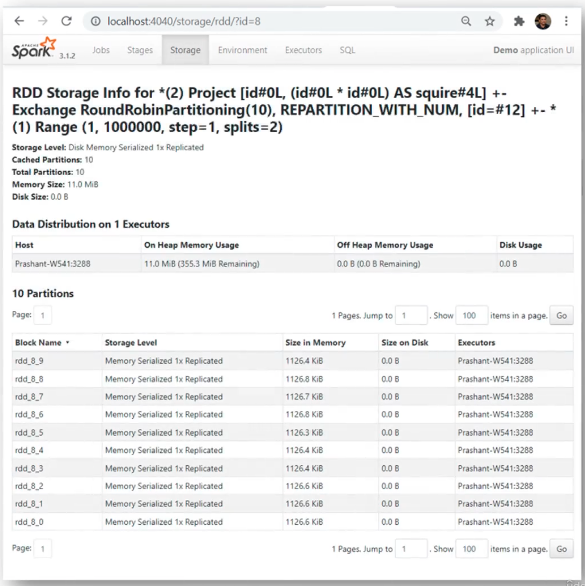 localhost:4040/storage/rdd/?id=8
APACHE Spark 3.1.2 Jobs Stages Storage Environment Executors SQL Demo application UI
RDD Storage Info for *(2) Project [id#0L, (id#0L * id#0L) AS squire#4L] +-
Exchange RoundRobinPartitioning(10), REPARTITION_WITH_NUM, [id=#12] +- *
(1) Range (1, 1000000, step=1, splits=2)
Storage Level: Disk Memory Serialized 1x Replicated
Cached Partitions: 10
Total Partitions: 10
Memory Size: 11.0 MiB
Disk Size: 0.0 B
Data Distribution on 1 Executors
Host On Heap Memory Usage Off Heap Memory Usage Disk Usage
Prashant-W541:3288 11.0 MiB (355.3 MiB Remaining) 0.0 B (0.0 B Remaining) 0.0 B
10 Partitions
Page: 1 1 Pages. Jump to 1 . Show 100 items in a page. Go
Block Name ▾ Storage Level Size in Memory Size on Disk Executors
rdd_8_9 Memory Serialized 1x Replicated 1126.4 KiB 0.0 B Prashant-W541:3288
rdd_8_8 Memory Serialized 1x Replicated 1126.8 KiB 0.0 B Prashant-W541:3288
rdd_8_7 Memory Serialized 1x Replicated 1126.7 KiB 0.0 B Prashant-W541:3288
rdd_8_6 Memory Serialized 1x Replicated 1126.8 KiB 0.0 B Prashant-W541:3288
rdd_8_5 Memory Serialized 1x Replicated 1126.3 KiB 0.0 B Prashant-W541:3288
rdd_8_4 Memory Serialized 1x Replicated 1126.4 KiB 0.0 B Prashant-W541:3288
rdd_8_3 Memory Serialized 1x Replicated 1126.4 KiB 0.0 B Prashant-W541:3288
rdd_8_2 Memory Serialized 1x Replicated 1126.6 KiB 0.0 B Prashant-W541:3288
rdd_8_1 Memory Serialized 1x Replicated 1126.6 KiB 0.0 B Prashant-W541:3288
rdd_8_0 Memory Serialized 1x Replicated 1126.6 KiB 0.0 B Prashant-W541:3288
Page: 1 1 Pages. Jump to 1 . Show 100 items in a page. Go